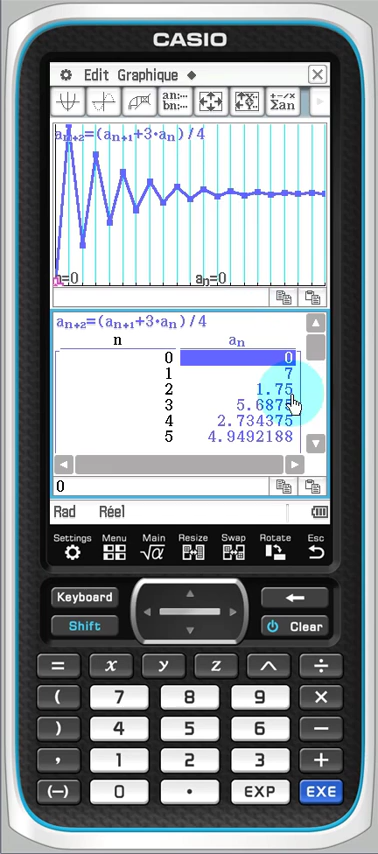 CASIO
Edit Graphique ◆
an:… bn:… Σan
aₙ₊₂=(aₙ₊₁+3·aₙ)/4
n=0 aₙ=0
aₙ₊₂=(aₙ₊₁+3·aₙ)/4
n aₙ
0 0
1 7
2 1.75
3 5.6875
4 2.734375
5 4.9492188
0
Rad Réel
Settings Menu Main Resize Swap Rotate Esc
√α
Keyboard
Shift Clear
= x y z ^ ÷
( 7 8 9 ×
) 4 5 6 −
, 1 2 3 +
(−) 0 · EXP EXE